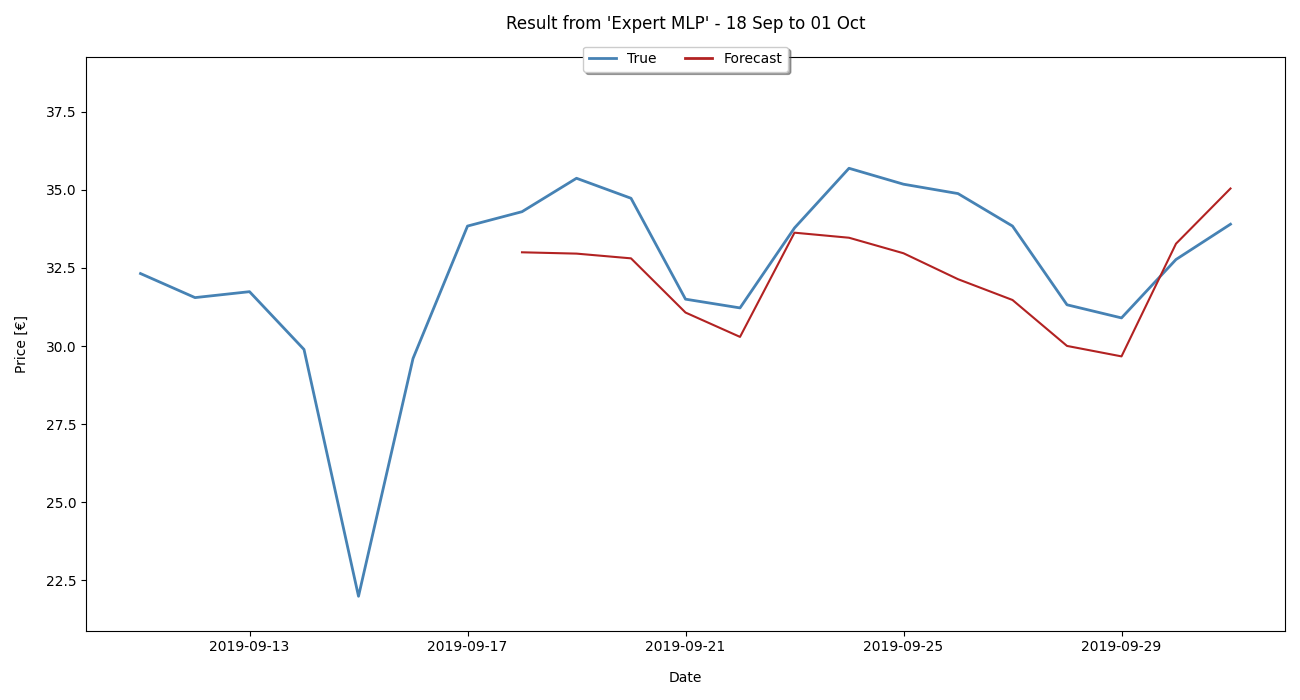 Result from 'Expert MLP' - 18 Sep to 01 Oct
True Forecast
37.5
35.0
32.5
30.0
27.5
25.0
22.5
Price [€]
2019-09-13 2019-09-17 2019-09-21 2019-09-25 2019-09-29
Date